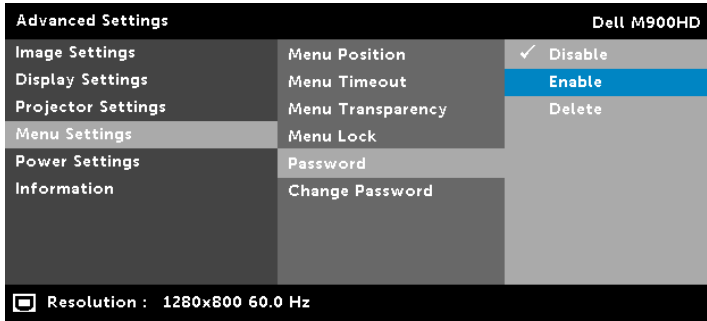 Advanced Settings Dell M900HD
Image Settings Menu Position ✓ Disable
Display Settings Menu Timeout Enable
Projector Settings Menu Transparency Delete
Menu Settings Menu Lock
Power Settings Password
Information Change Password
Resolution : 1280x800 60.0 Hz